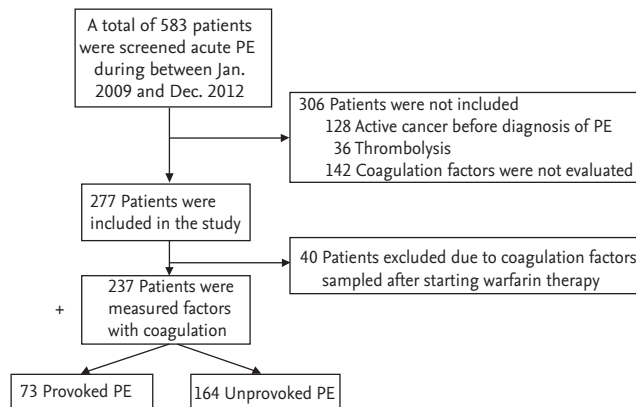 A total of 583 patients
were screened acute PE
during between Jan.
2009 and Dec. 2012
306 Patients were not included
128 Active cancer before diagnosis of PE
36 Thrombolysis
142 Coagulation factors were not evaluated
277 Patients were
included in the study
40 Patients excluded due to coagulation factors
sampled after starting warfarin therapy
237 Patients were
measured factors
with coagulation
+
73 Provoked PE
164 Unprovoked PE